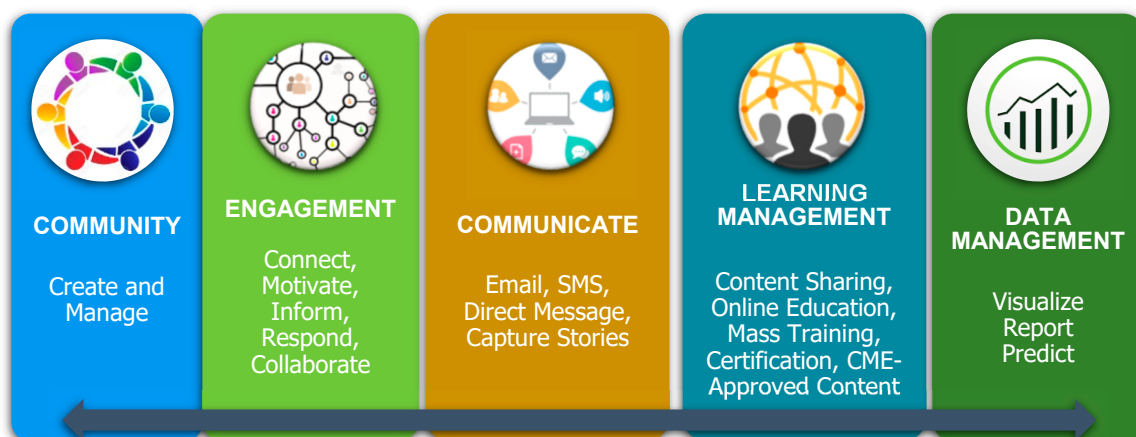 COMMUNITY
Create and
Manage
ENGAGEMENT
Connect,
Motivate,
Inform,
Respond,
Collaborate
COMMUNICATE
Email, SMS,
Direct Message,
Capture Stories
LEARNING
MANAGEMENT
Content Sharing,
Online Education,
Mass Training,
Certification, CME-
Approved Content
DATA
MANAGEMENT
Visualize
Report
Predict